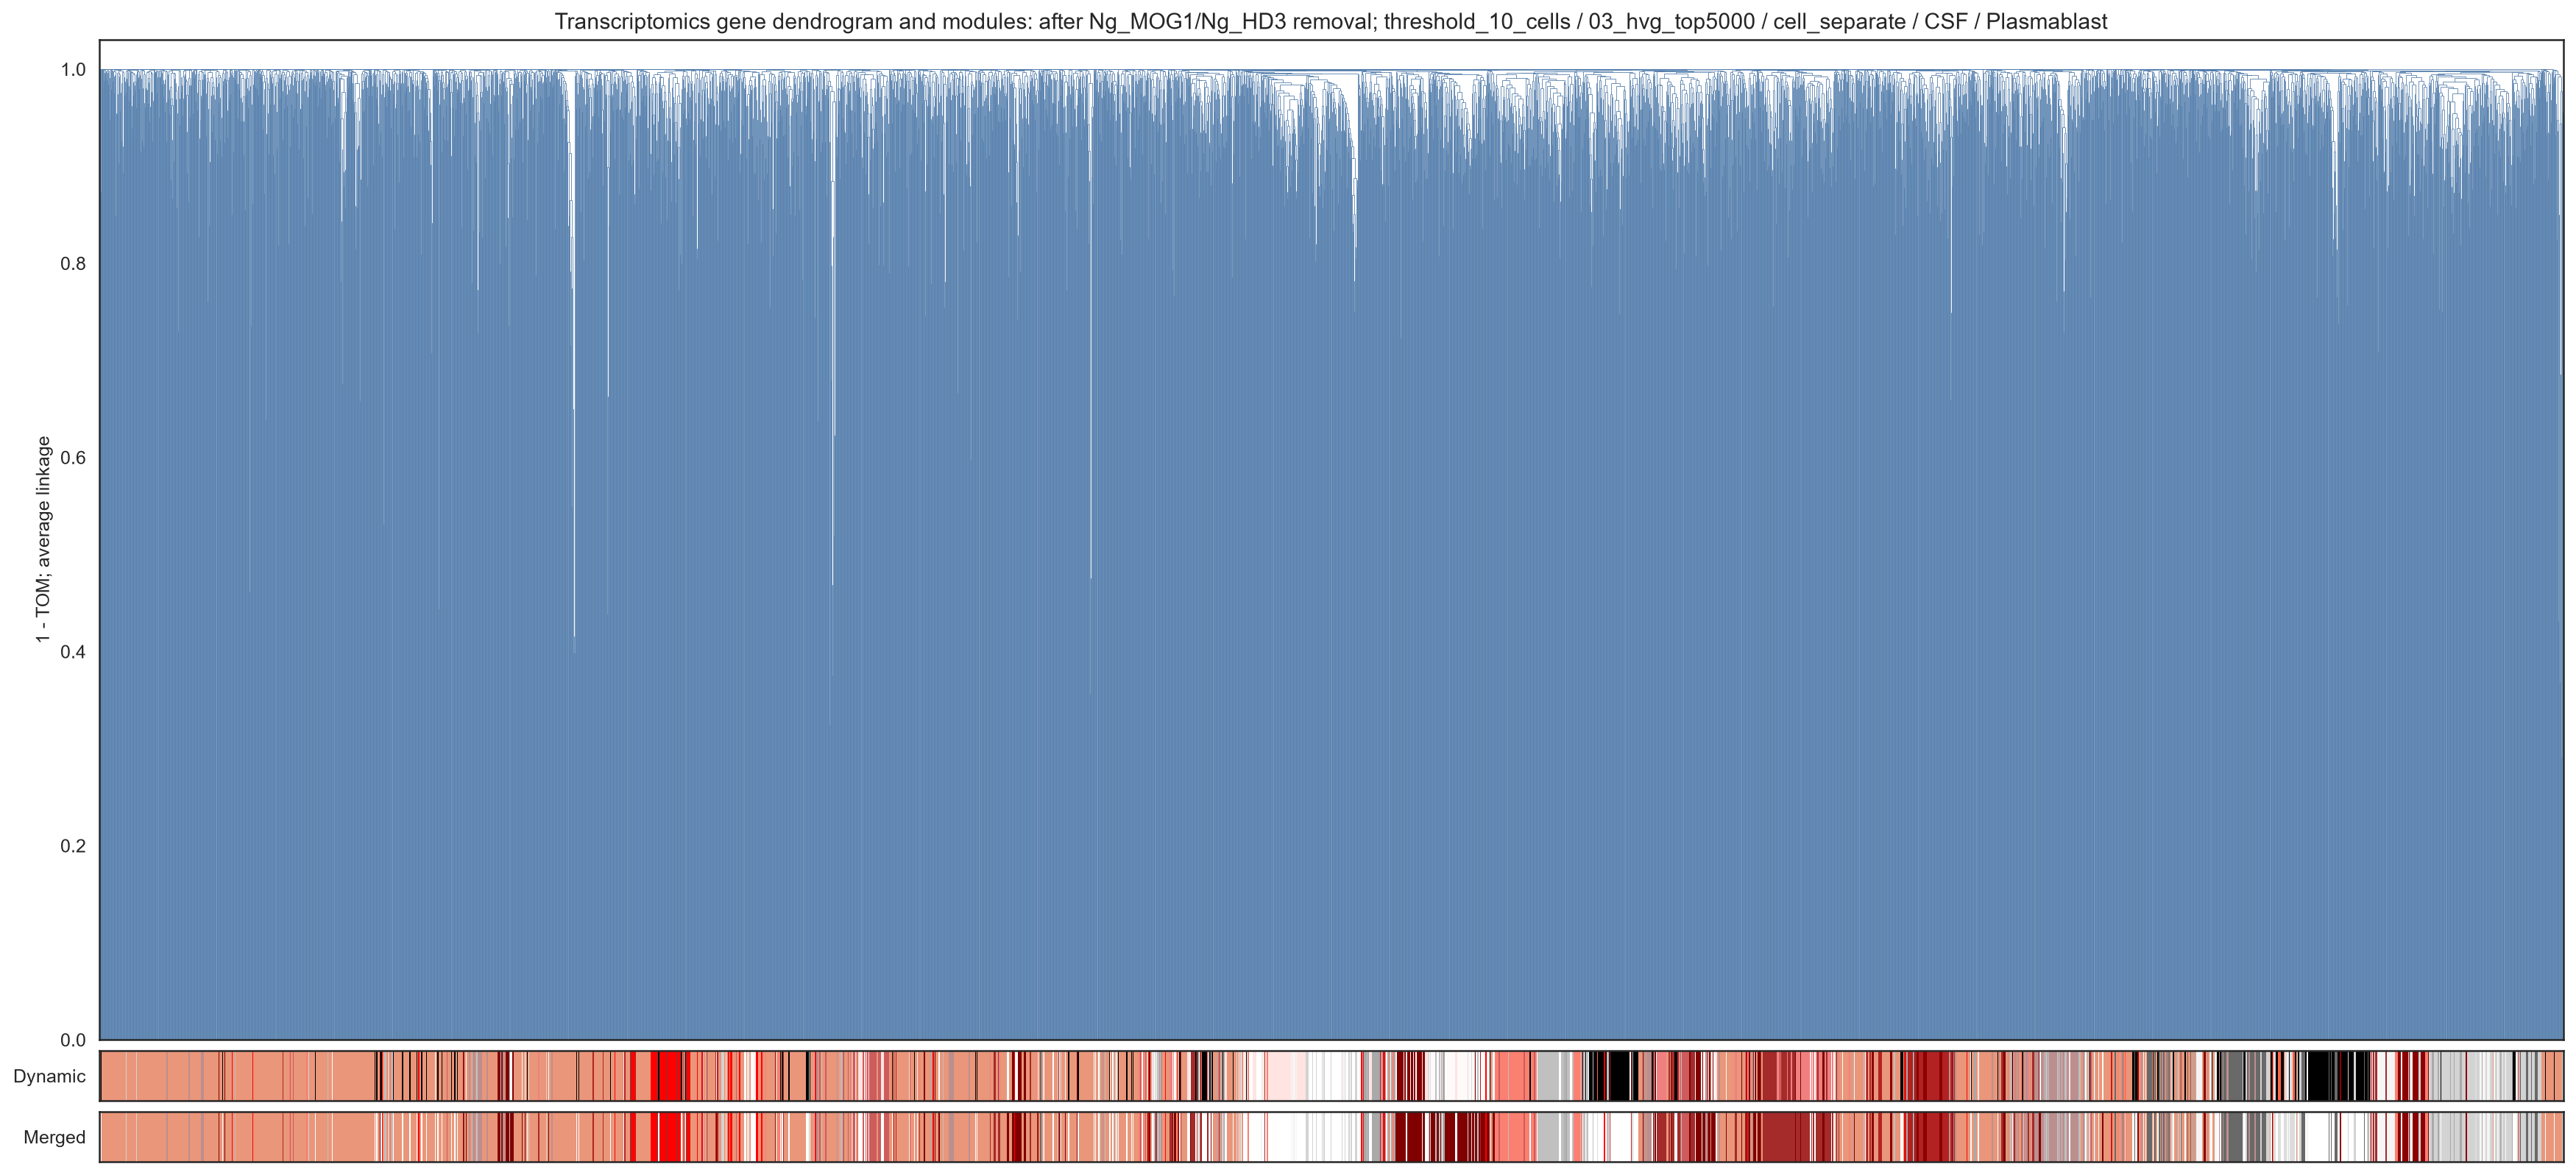 Transcriptomics gene dendrogram and modules: after Ng_MOG1/Ng_HD3 removal; threshold_10_cells / 03_hvg_top5000 / cell_separate / CSF / Plasmablast
1.0
0.8
0.6
0.4
0.2
0.0
1 - TOM; average linkage
Dynamic
Merged